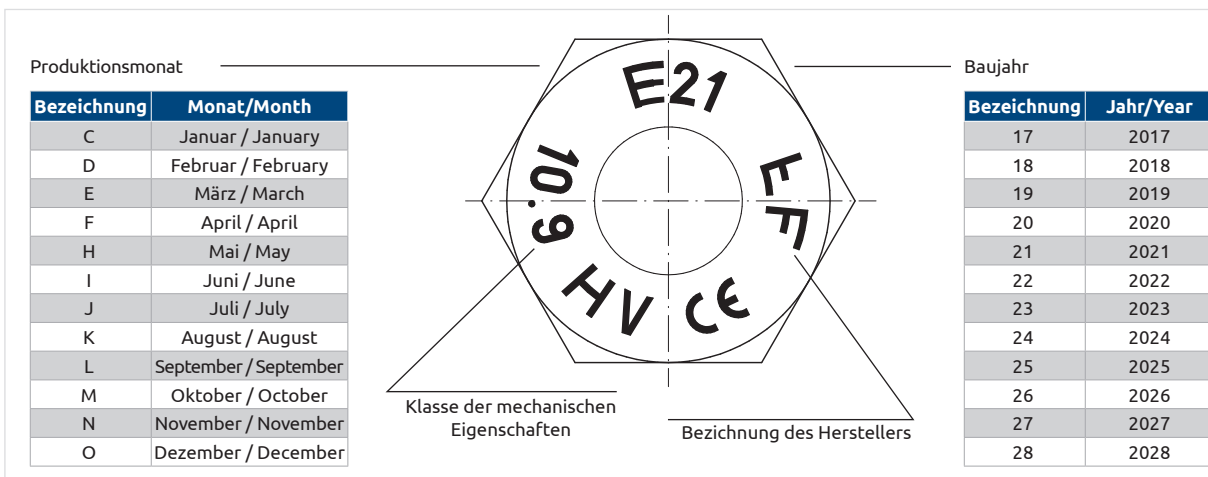 Produktionsmonat
Bezeichnung Monat/Month
C Januar / January
D Februar / February
E März / March
F April / April
H Mai / May
I Juni / June
J Juli / July
K August / August
L September / September
M Oktober / October
N November / November
O Dezember / December
E21
10.9
HV
CE
LF
Klasse der mechanischen
Eigenschaften
Bezichnung des Herstellers
Baujahr
Bezeichnung Jahr/Year
17 2017
18 2018
19 2019
20 2020
21 2021
22 2022
23 2023
24 2024
25 2025
26 2026
27 2027
28 2028